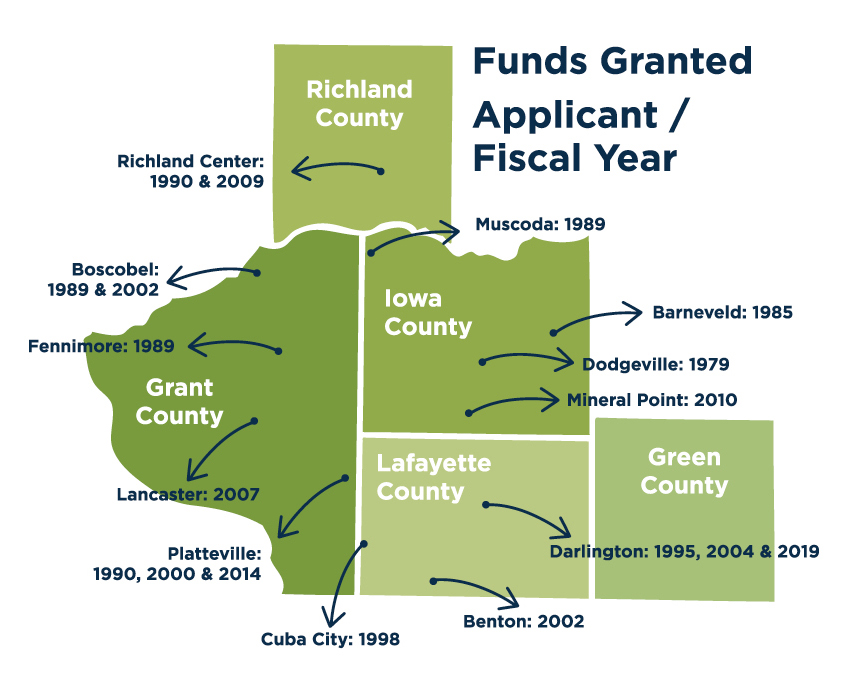 Funds Granted
Applicant /
Fiscal Year
Richland
County
Richland Center:
1990 & 2009
Muscoda: 1989
Boscobel:
1989 & 2002
Iowa
County
Barneveld: 1985
Fennimore: 1989
Dodgeville: 1979
Grant
County
Mineral Point: 2010
Lafayette
County
Green
County
Lancaster: 2007
Platteville:
1990, 2000 & 2014
Darlington: 1995, 2004 & 2019
Benton: 2002
Cuba City: 1998